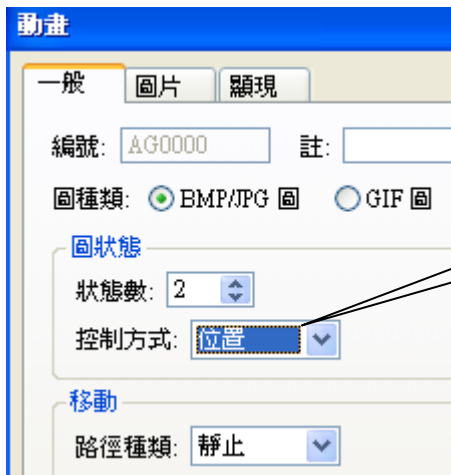 動畫
一般 圖片 顯現
編號: AG0000 註:
圖種類: BMP/JPG 圖 GIF 圖
圖狀態
狀態數: 2
控制方式: 位置
移動
路徑種類: 靜止